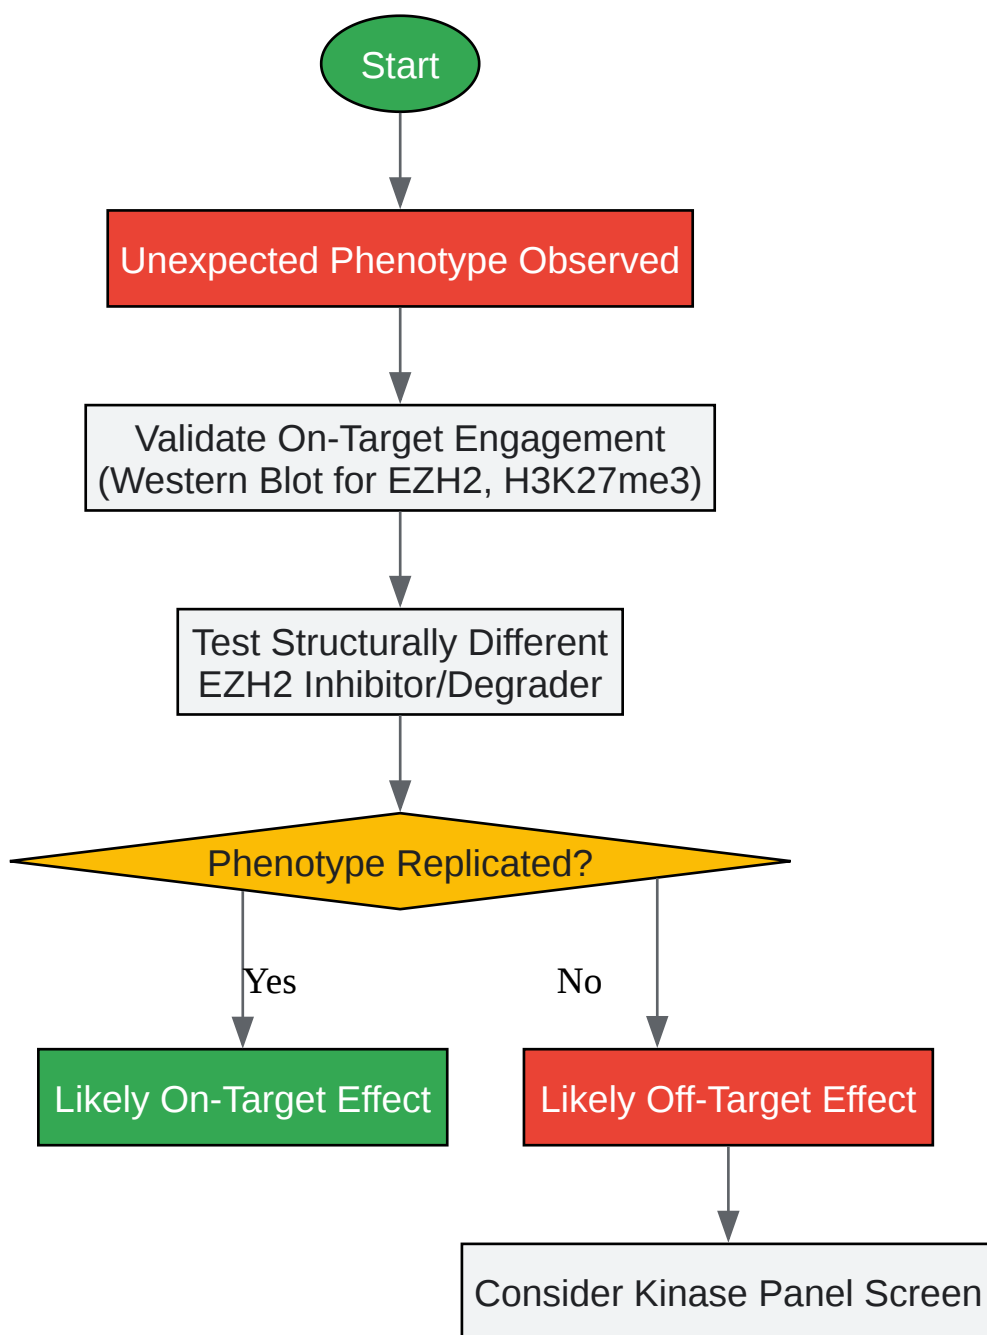 Start
Unexpected Phenotype Observed
Validate On-Target Engagement
(Western Blot for EZH2, H3K27me3)
Test Structurally Different
EZH2 Inhibitor/Degrader
Phenotype Replicated?
Yes
No
Likely On-Target Effect
Likely Off-Target Effect
Consider Kinase Panel Screen